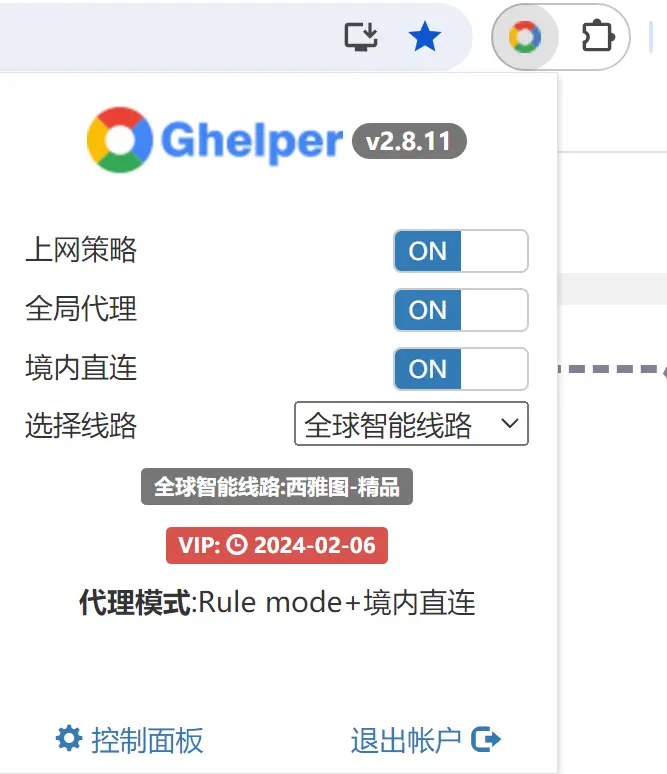 Ghelper v2.8.11
上网策略 ON
全局代理 ON
境内直连 ON
选择线路 全球智能线路
全球智能线路:西雅图-精品
VIP: 2024-02-06
代理模式:Rule mode+境内直连
控制面板 退出帐户